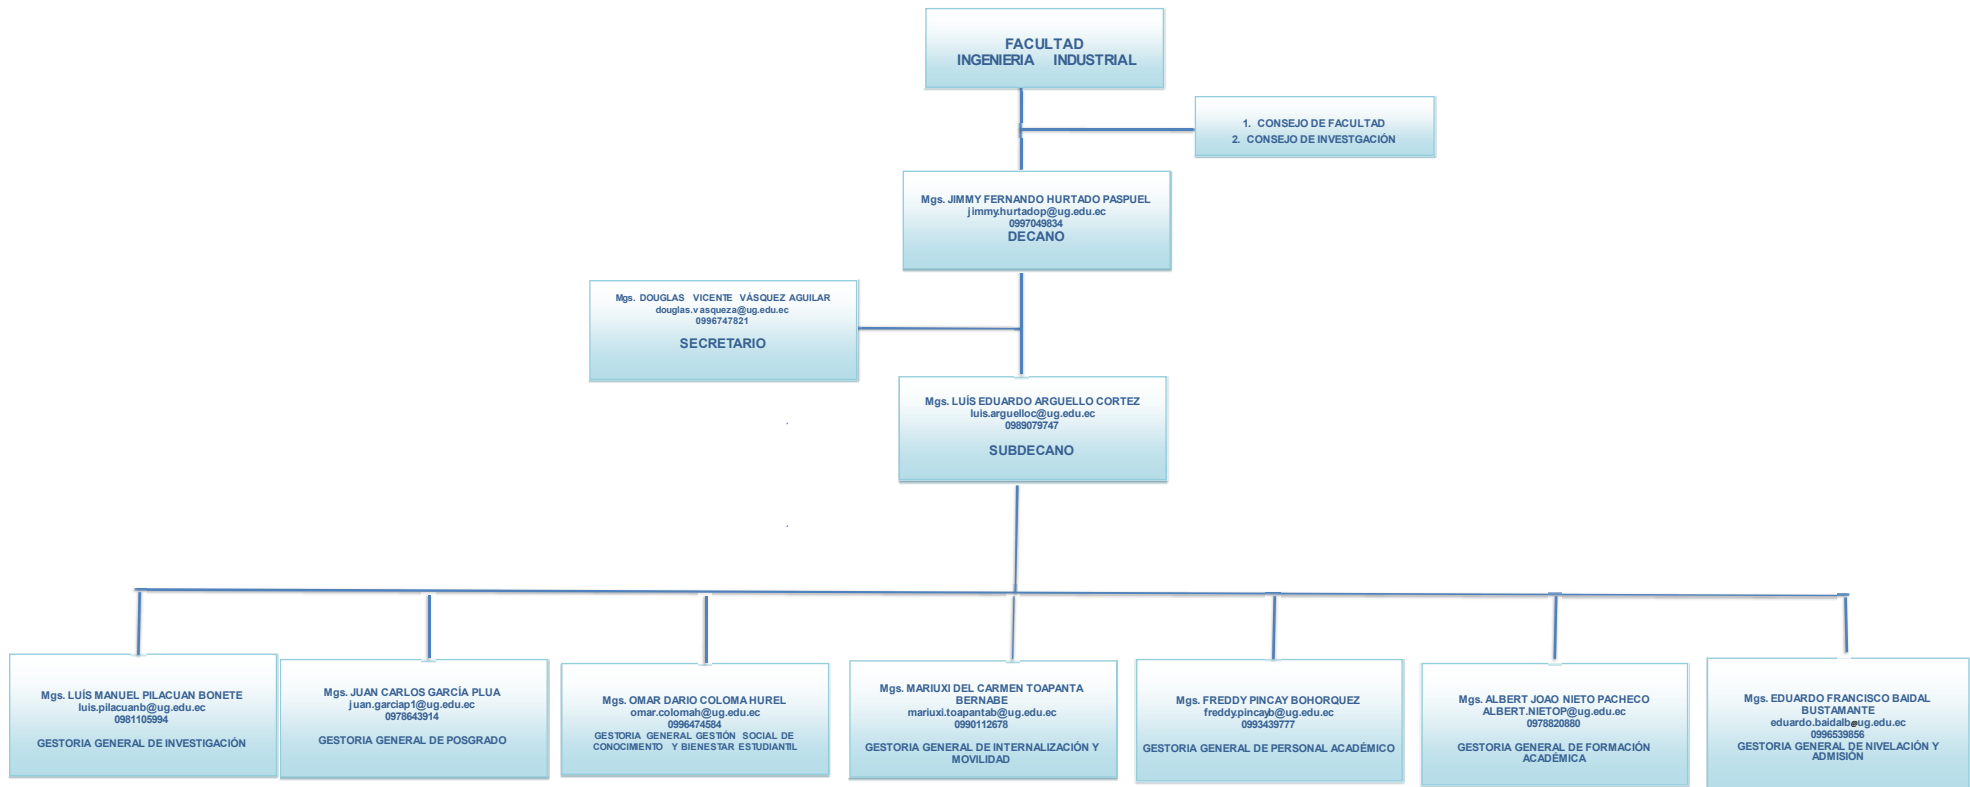 FACULTAD
INGENIERIA INDUSTRIAL
1. CONSEJO DE FACULTAD
2. CONSEJO DE INVESTGACIÓN
Mgs. JIMMY FERNANDO HURTADO PASPUEL
jimmy.hurtadop@ug.edu.ec
0997049834
DECANO
Mgs. DOUGLAS VICENTE VÁSQUEZ AGUILAR
douglas.vasqueza@ug.edu.ec
0996747821
SECRETARIO
Mgs. LUÍS EDUARDO ARGUELLO CORTEZ
luis.arguelloc@ug.edu.ec
0989079747
SUBDECANO
Mgs. LUÍS MANUEL PILACUAN BONETE
luis.pilacuanb@ug.edu.ec
0981105994
GESTORIA GENERAL DE INVESTIGACIÓN
Mgs. JUAN CARLOS GARCÍA PLUA
juan.garciap1@ug.edu.ec
0978643914
GESTORIA GENERAL DE POSGRADO
Mgs. OMAR DARIO COLOMA HUREL
omar.colomah@ug.edu.ec
0996474584
GESTORIA GENERAL GESTIÓN SOCIAL DE
CONOCIMIENTO Y BIENESTAR ESTUDIANTIL
Mgs. MARIUXI DEL CARMEN TOAPANTA
BERNABE
mariuxi.toapantab@ug.edu.ec
0990112678
GESTORIA GENERAL DE INTERNALIZACIÓN Y
MOVILIDAD
Mgs. FREDDY PINCAY BOHORQUEZ
freddy.pincayb@ug.edu.ec
0993439777
GESTORIA GENERAL DE PERSONAL ACADÉMICO
Mgs. ALBERT JOAO NIETO PACHECO
ALBERT.NIETOP@ug.edu.ec
0978820880
GESTORIA GENERAL DE FORMACIÓN
ACADÉMICA
Mgs. EDUARDO FRANCISCO BAIDAL
BUSTAMANTE
eduardo.baidalb@ug.edu.ec
0996539856
GESTORIA GENERAL DE NIVELACIÓN Y
ADMISIÓN